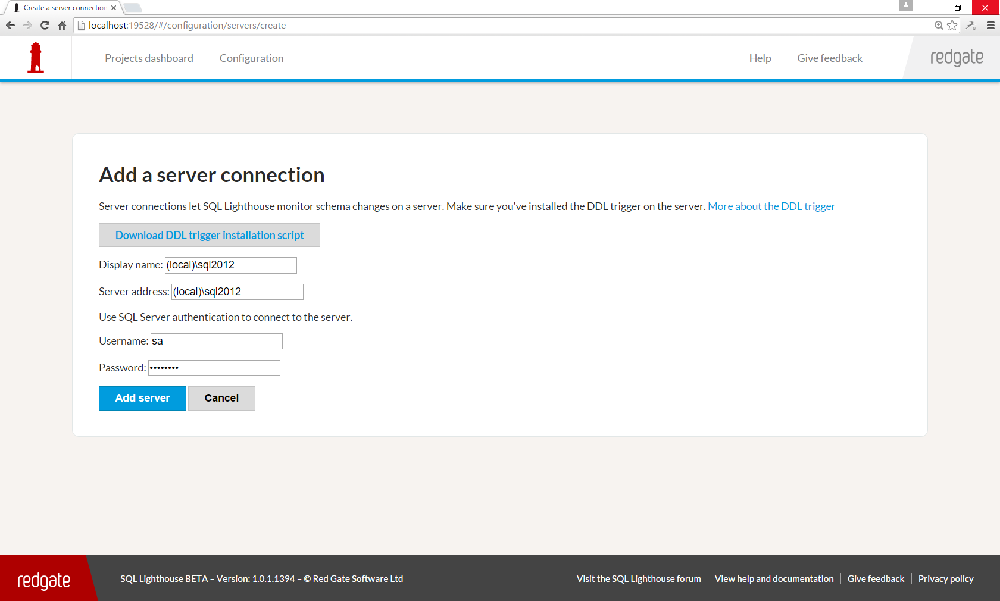 Create a server connection
localhost:19528/#/configuration/servers/create
Projects dashboard Configuration Help Give feedback redgate
Add a server connection
Server connections let SQL Lighthouse monitor schema changes on a server. Make sure you've installed the DDL trigger on the server. More about the DDL trigger
Download DDL trigger installation script
Display name: (local)\sql2012
Server address: (local)\sql2012
Use SQL Server authentication to connect to the server.
Username: sa
Password: ••••••••
Add server Cancel
redgate SQL Lighthouse BETA – Version: 1.0.1.1394 – © Red Gate Software Ltd Visit the SQL Lighthouse forum View help and documentation Give feedback Privacy policy